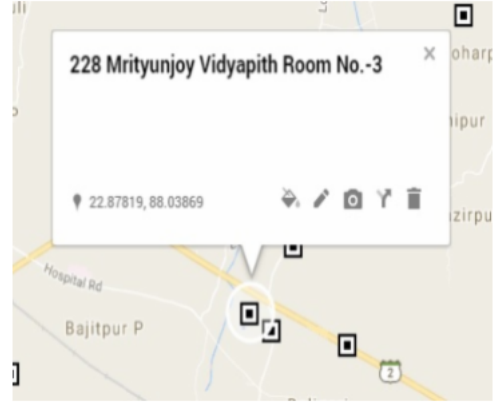 228 Mrityunjoy Vidyapith Room No.-3
22.87819, 88.03869
Hospital Rd
Bajitpur P
2